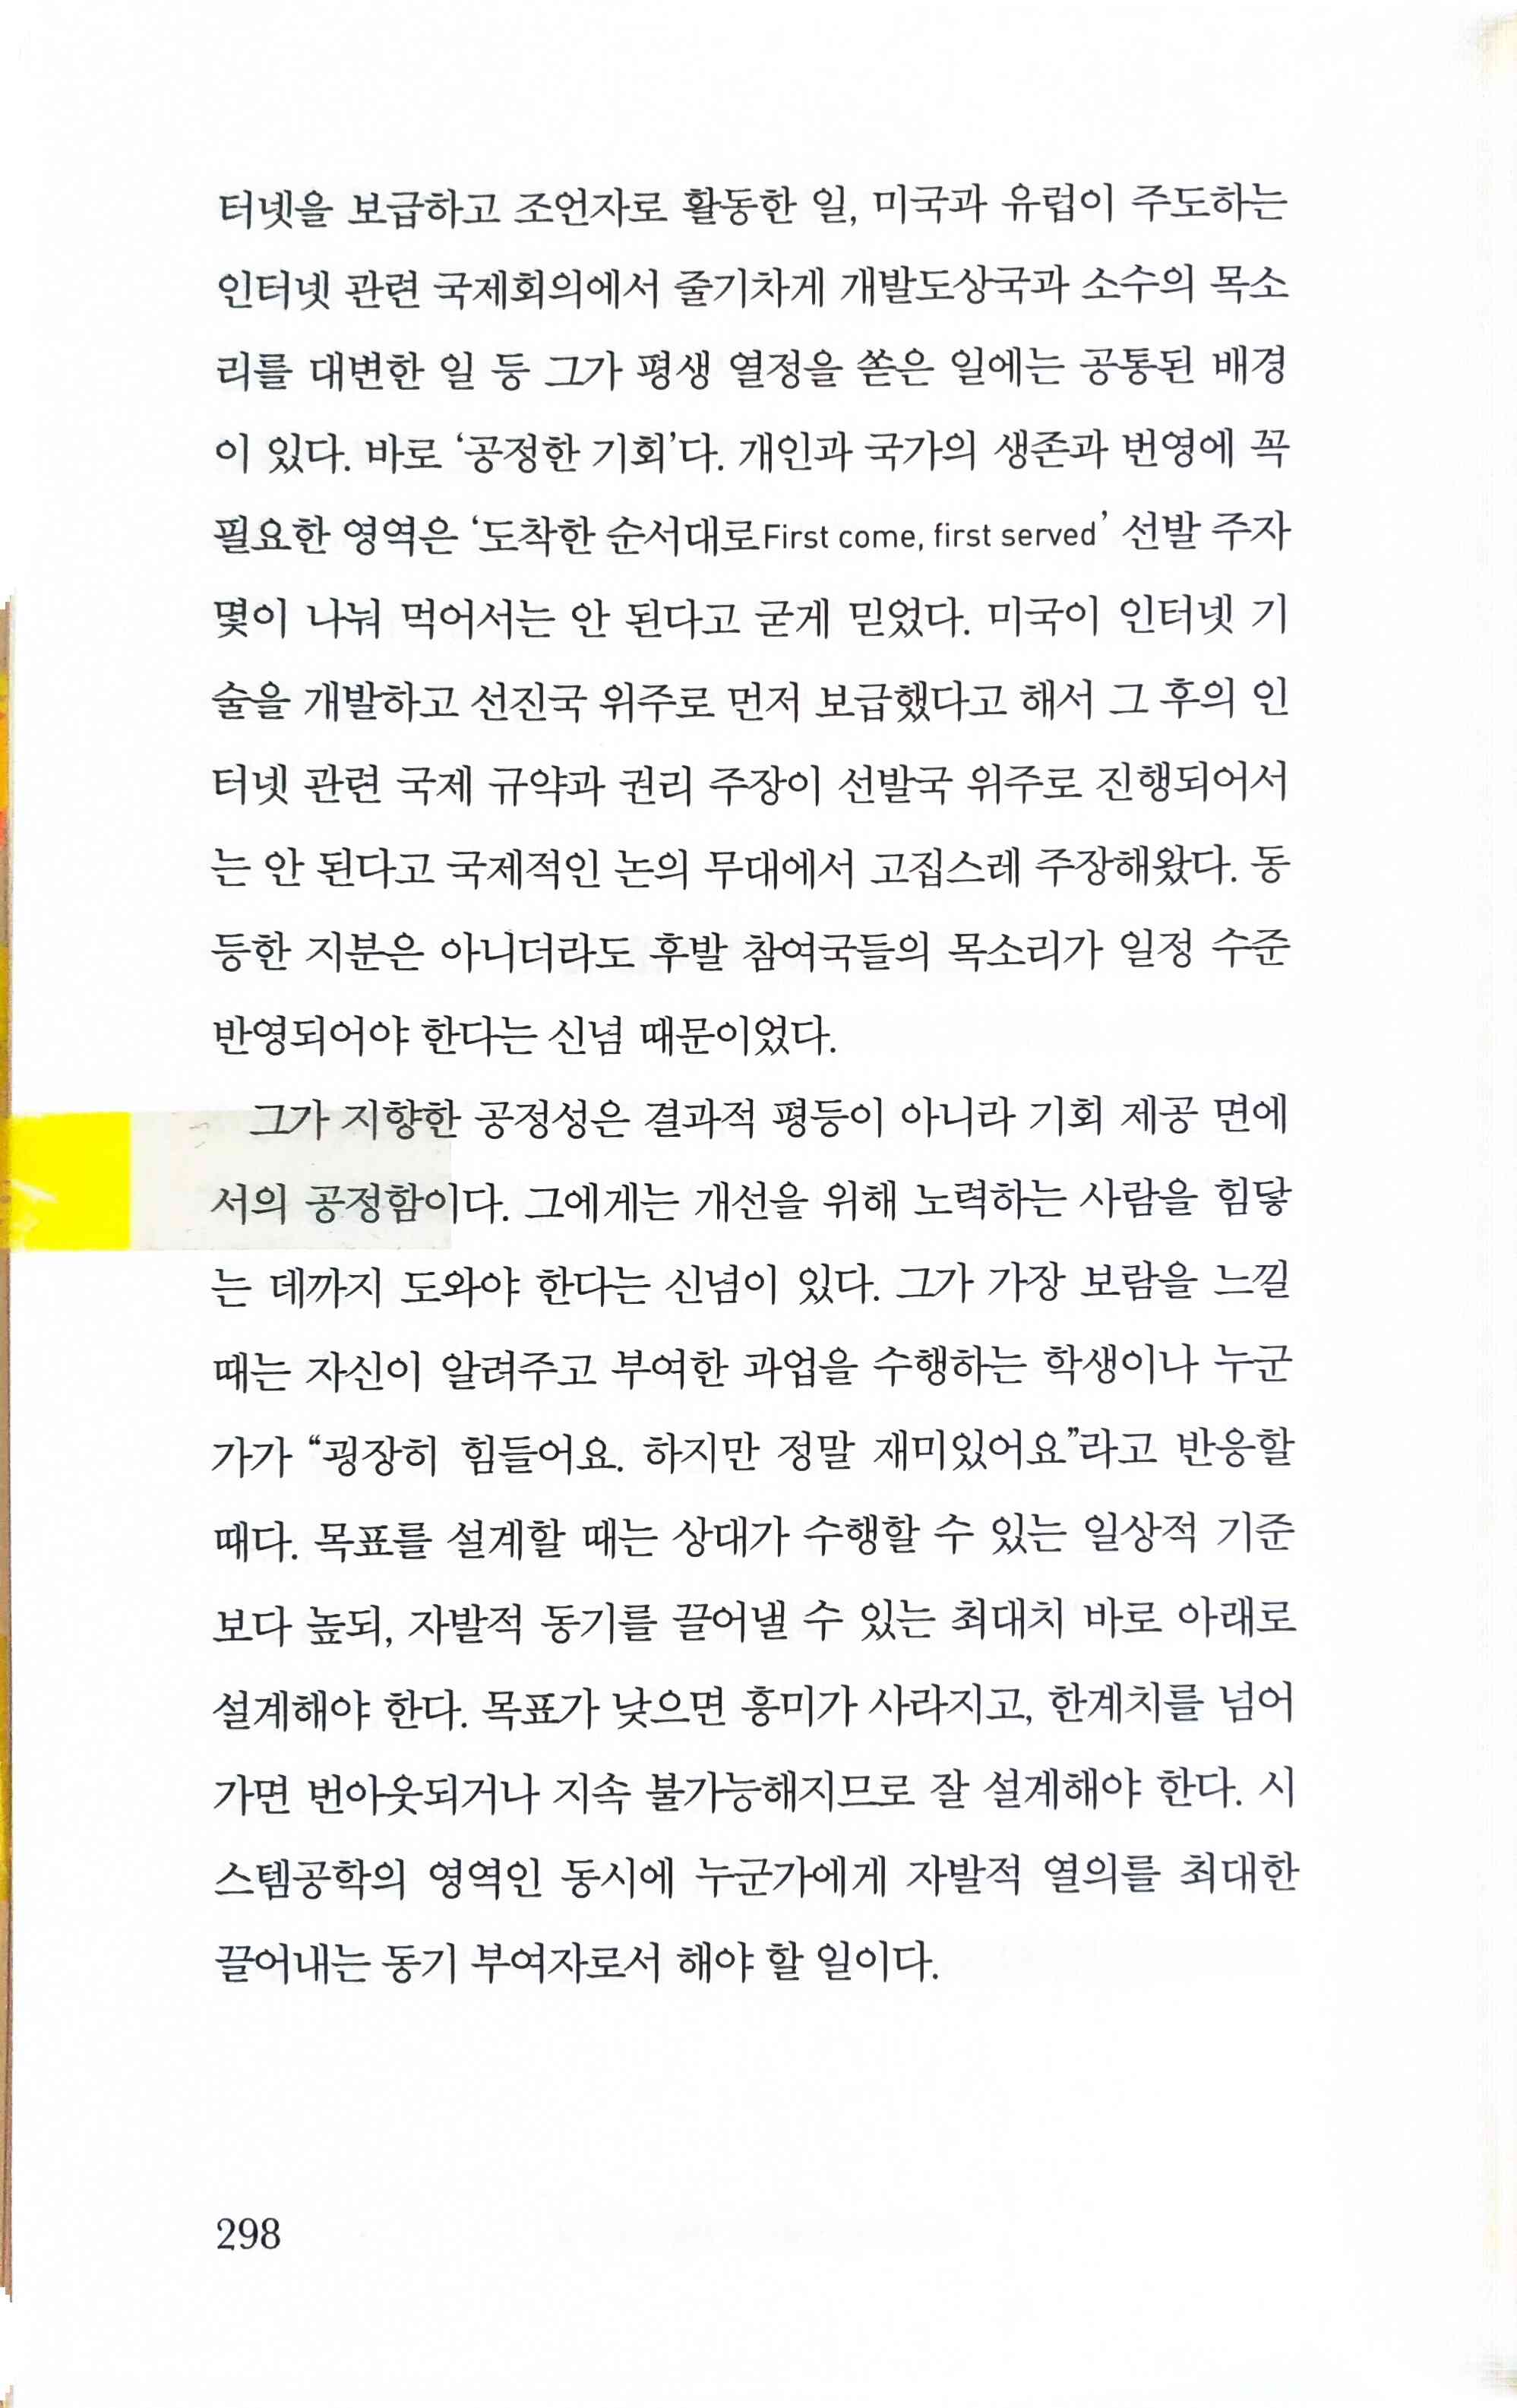 터넷을 보급하고 조언자로 활동한 일, 미국과 유럽이 주도하는
인터넷 관련 국제회의에서 줄기차게 개발도상국과 소수의 목소
리를 대변한 일 등 그가 평생 열정을 쏟은 일에는 공통된 배경
이 있다. 바로 ‘공정한 기회’다. 개인과 국가의 생존과 번영에 꼭
필요한 영역은 ‘도착한 순서대로First come, first served’ 선발 주자
몇이 나눠 먹어서는 안 된다고 굳게 믿었다. 미국이 인터넷 기
술을 개발하고 선진국 위주로 먼저 보급했다고 해서 그 후의 인
터넷 관련 국제 규약과 권리 주장이 선발국 위주로 진행되어서
는 안 된다고 국제적인 논의 무대에서 고집스레 주장해왔다. 동
등한 지분은 아니더라도 후발 참여국들의 목소리가 일정 수준
반영되어야 한다는 신념 때문이었다.
그가 지향한 공정성은 결과적 평등이 아니라 기회 제공 면에
서의 공정함이다. 그에게는 개선을 위해 노력하는 사람을 힘닿
는 데까지 도와야 한다는 신념이 있다. 그가 가장 보람을 느낄
때는 자신이 알려주고 부여한 과업을 수행하는 학생이나 누군
가가 “굉장히 힘들어요. 하지만 정말 재미있어요”라고 반응할
때다. 목표를 설계할 때는 상대가 수행할 수 있는 일상적 기준
보다 높되, 자발적 동기를 끌어낼 수 있는 최대치 바로 아래로
설계해야 한다. 목표가 낮으면 흥미가 사라지고, 한계치를 넘어
가면 번아웃되거나 지속 불가능해지므로 잘 설계해야 한다. 시
스템공학의 영역인 동시에 누군가에게 자발적 열의를 최대한
끌어내는 동기 부여자로서 해야 할 일이다.
298